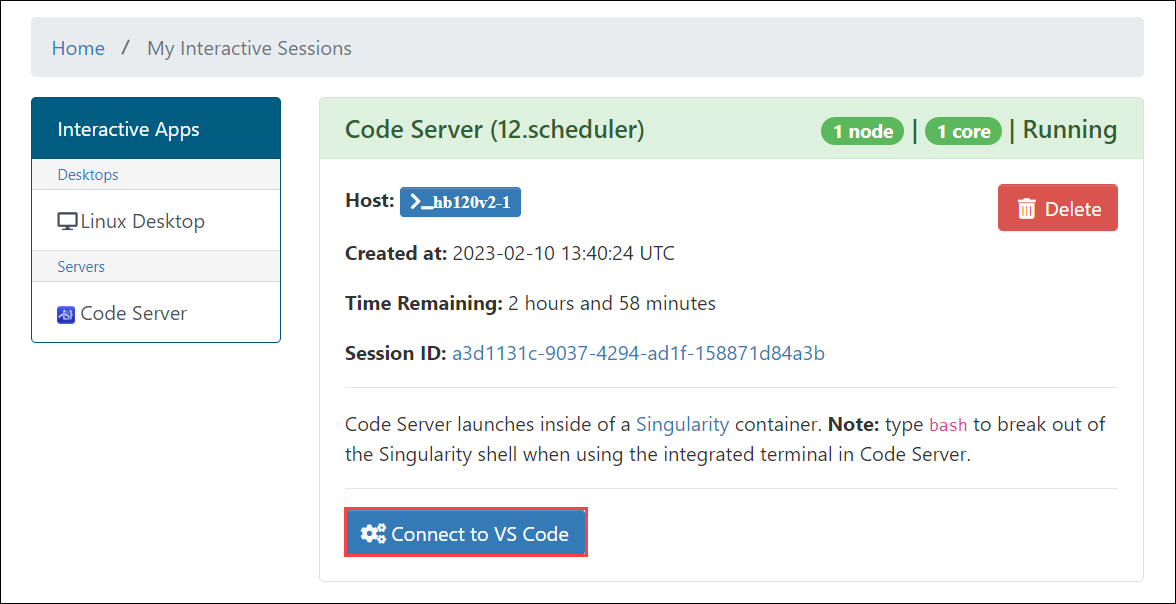 Home / My Interactive Sessions
Interactive Apps
Desktops
Linux Desktop
Servers
Code Server
Code Server (12.scheduler) 1 node | 1 core | Running
Host: >_hb120v2-1
Delete
Created at: 2023-02-10 13:40:24 UTC
Time Remaining: 2 hours and 58 minutes
Session ID: a3d1131c-9037-4294-ad1f-158871d84a3b
Code Server launches inside of a Singularity container. Note: type bash to break out of
the Singularity shell when using the integrated terminal in Code Server.
Connect to VS Code